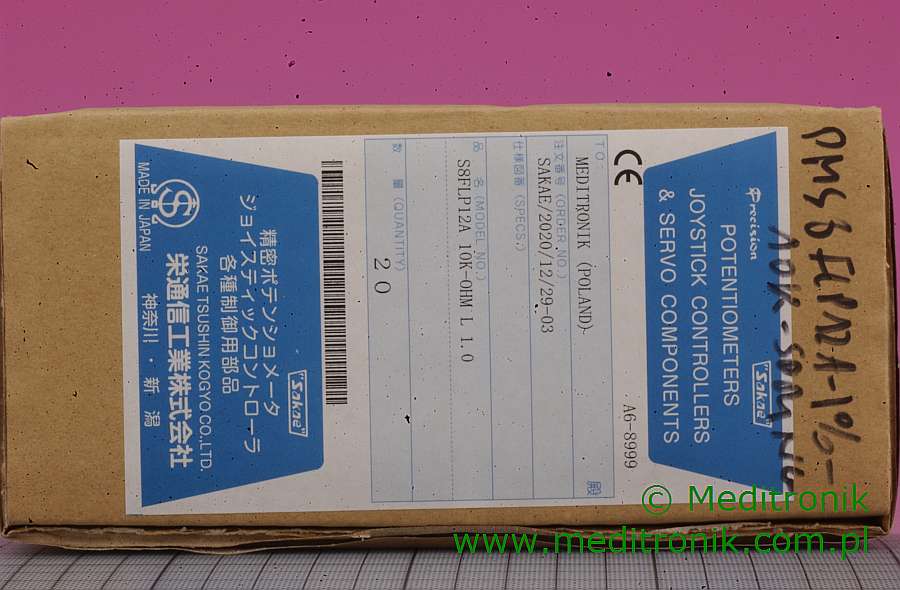 Precision
POTENTIOMETERS
JOYSTICK CONTROLLERS
& SERVO COMPONENTS
"Sakae"
CE
A6-8999
TO.
MEDITRONIK (POLAND)
殿
注文番号 (ORDER NO.)
SAKAE/2020/12/29-03
仕様図番 (SPECS.)
品 名 (MODEL NO.)
S8FLP12A 10K-OHM L 1.0
数 量 (QUANTITY)
20
"Sakae"
精密ポテンショメータ
ジョイスティックコントローラ
各種制御用部品
SAKAE TSUSHIN KOGYO CO.,LTD.
栄通信工業株式会社
神奈川・新潟
MADE IN JAPAN
10K-
© Meditronik
www.meditronik.com.pl